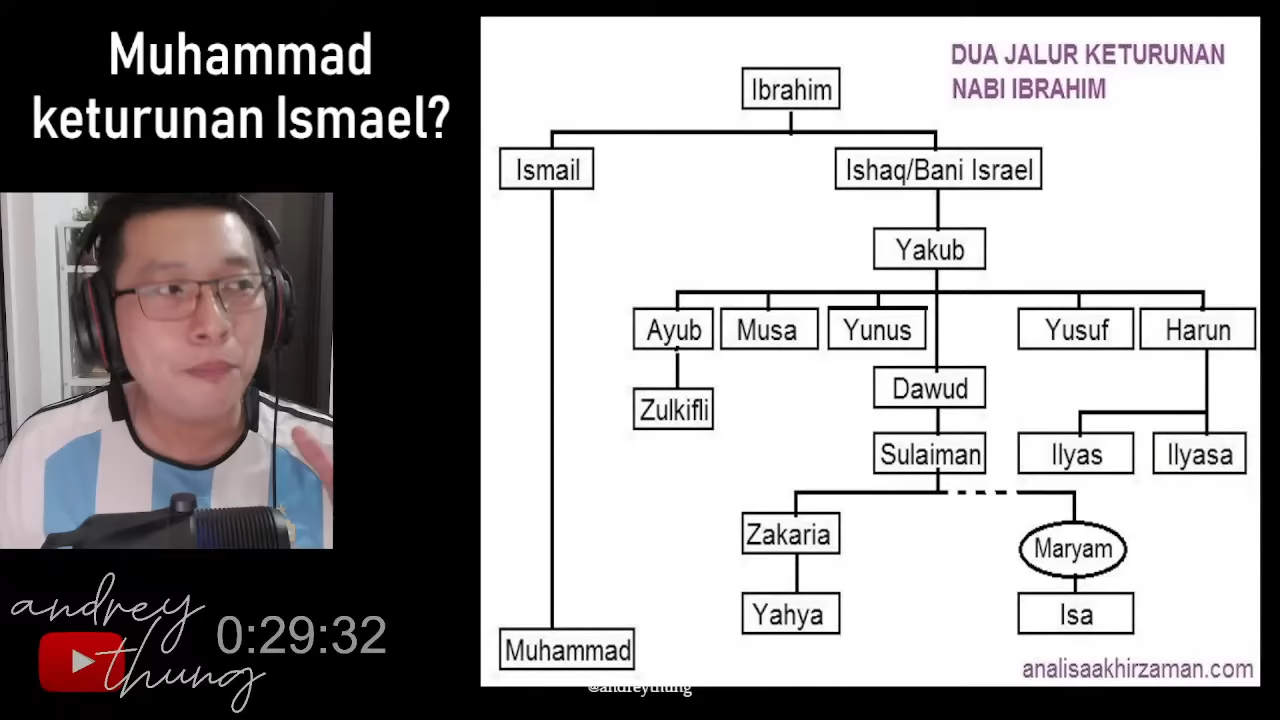 Muhammad
keturunan Ismael?
DUA JALUR KETURUNAN
NABI IBRAHIM
Ibrahim
Ismail
Ishaq/Bani Israel
Yakub
Ayub
Musa
Yunus
Yusuf
Harun
Dawud
Zulkifli
Sulaiman
Ilyas
Ilyasa
Zakaria
Maryam
Yahya
Isa
Muhammad
analisaakhirzaman.com
andrey
thung
0:29:32
@andreythung